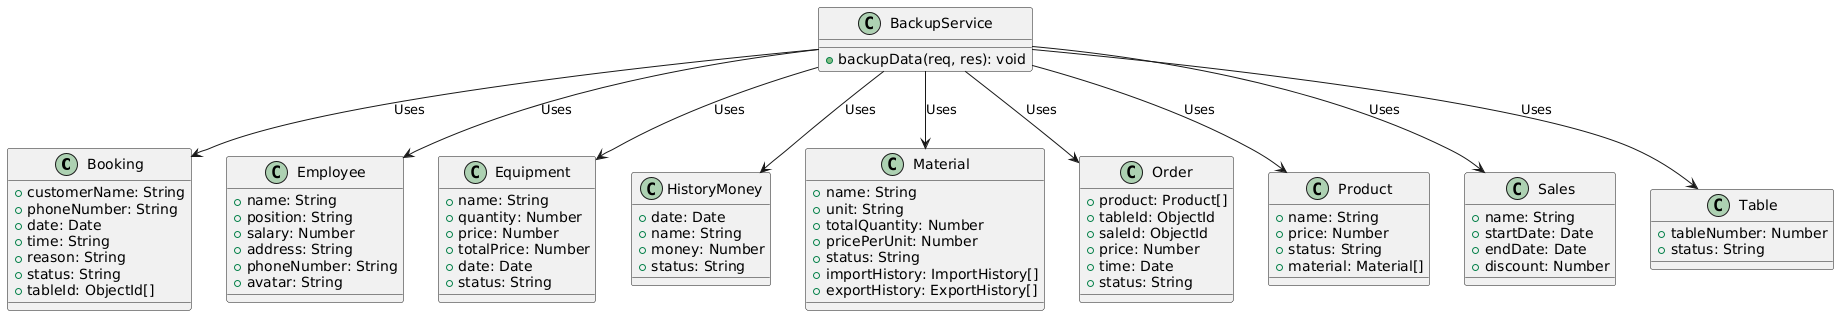 C BackupService
backupData(req, res): void
Uses Uses Uses Uses Uses Uses Uses Uses Uses
C Booking
customerName: String
phoneNumber: String
date: Date
time: String
reason: String
status: String
tableId: ObjectId[]
C Employee
name: String
position: String
salary: Number
address: String
phoneNumber: String
avatar: String
C Equipment
name: String
quantity: Number
price: Number
totalPrice: Number
date: Date
status: String
C HistoryMoney
date: Date
name: String
money: Number
status: String
C Material
name: String
unit: String
totalQuantity: Number
pricePerUnit: Number
status: String
importHistory: ImportHistory[]
exportHistory: ExportHistory[]
C Order
product: Product[]
tableId: ObjectId
saleId: ObjectId
price: Number
time: Date
status: String
C Product
name: String
price: Number
status: String
material: Material[]
C Sales
name: String
startDate: Date
endDate: Date
discount: Number
C Table
tableNumber: Number
status: String